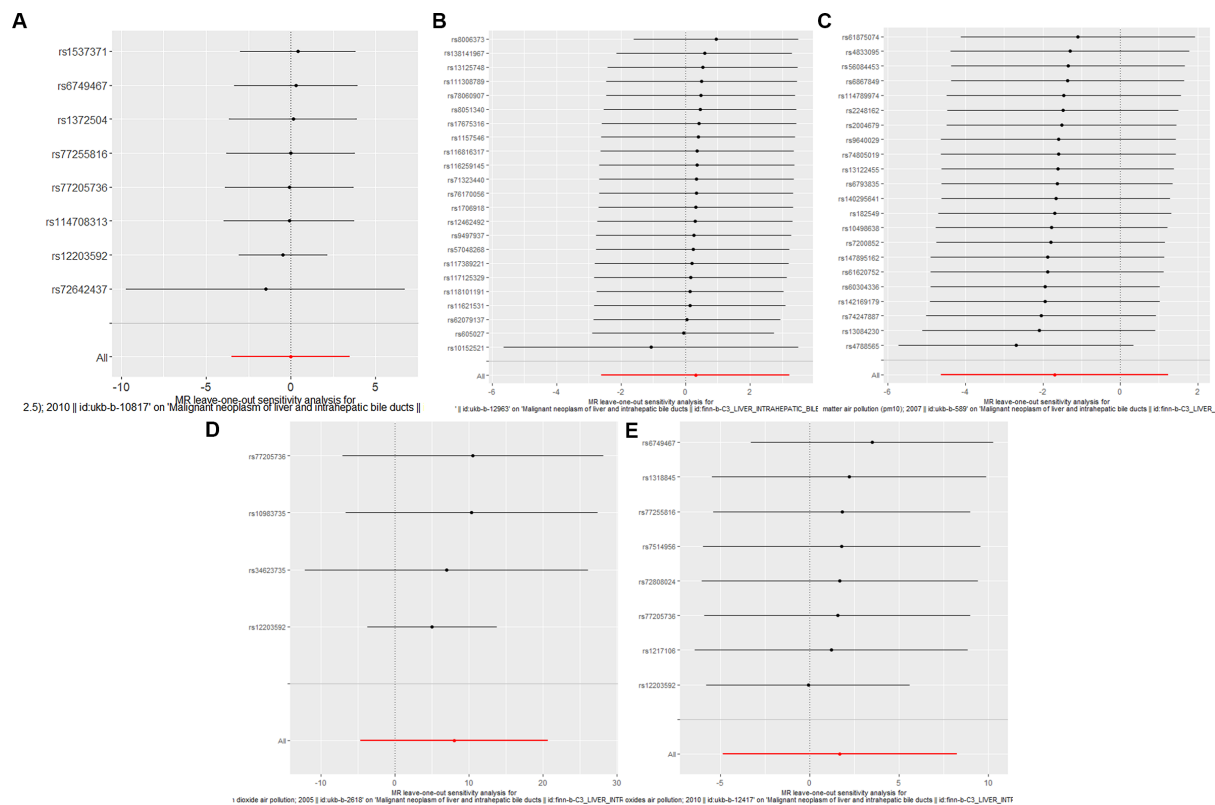 A
rs1537371
rs6749467
rs1372504
rs77255816
rs77205736
rs114708313
rs12203592
rs72642437
All
-10 -5 0 5
MR leave-one-out sensitivity analysis for
2.5); 2010 || id:ukb-b-10817' on 'Malignant neoplasm of liver and intrahepatic bile ducts ||
B
rs8006373
rs138141967
rs13125748
rs111308789
rs78060907
rs8051340
rs17675316
rs1157546
rs116816317
rs116259145
rs71323440
rs76170056
rs1706918
rs12462492
rs9497937
rs57048268
rs117389221
rs117125329
rs118101191
rs11621531
rs62079137
rs605027
rs10152521
All
-6 -4 -2 0 2
MR leave-one-out sensitivity analysis for
' || id:ukb-b-12963' on 'Malignant neoplasm of liver and intrahepatic bile ducts || id:finn-b-C3_LIVER_INTRAHEPATIC_BILE
C
rs61875074
rs4833095
rs56084453
rs6867849
rs114789974
rs2248162
rs2004679
rs9640029
rs74805019
rs13122455
rs6793835
rs140295641
rs182549
rs10498638
rs7200852
rs147895162
rs61620752
rs60304336
rs142169179
rs74247887
rs13084230
rs4788565
All
-6 -4 -2 0 2
MR leave-one-out sensitivity analysis for
matter air pollution (pm10); 2007 || id:ukb-b-589' on 'Malignant neoplasm of liver and intrahepatic bile ducts || id:finn-b-C3_LIVER_
D
rs77205736
rs10983735
rs34623735
rs12203592
All
-10 0 10 20 30
MR leave-one-out sensitivity analysis for
dioxide air pollution; 2005 || id:ukb-b-2618' on 'Malignant neoplasm of liver and intrahepatic bile ducts || id:finn-b-C3_LIVER_INTR
E
rs6749467
rs1318845
rs77255816
rs7514956
rs72808024
rs77205736
rs1217106
rs12203592
All
-5 0 5 10
MR leave-one-out sensitivity analysis for
oxides air pollution; 2010 || id:ukb-b-12417' on 'Malignant neoplasm of liver and intrahepatic bile ducts || id:finn-b-C3_LIVER_INTF